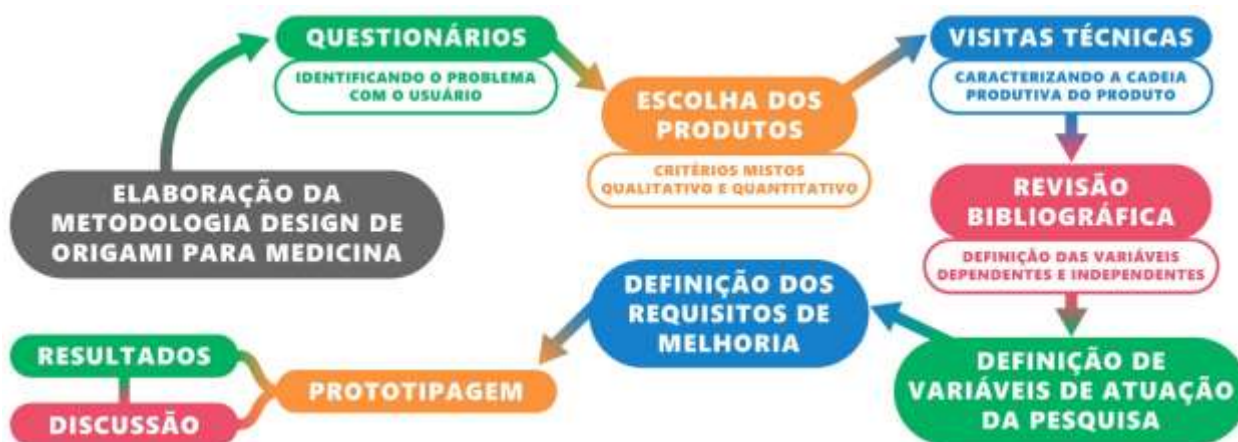 ELABORAÇÃO DA
METODOLOGIA DESIGN DE
ORIGAMI PARA MEDICINA
QUESTIONÁRIOS
IDENTIFICANDO O PROBLEMA
COM O USUÁRIO
ESCOLHA DOS
PRODUTOS
CRITÉRIOS MISTOS
QUALITATIVO E QUANTITATIVO
VISITAS TÉCNICAS
CARACTERIZANDO A CADEIA
PRODUTIVA DO PRODUTO
REVISÃO
BIBLIOGRÁFICA
DEFINIÇÃO DAS VARIÁVEIS
DEPENDENTES E INDEPENDENTES
DEFINIÇÃO DE
VARIÁVEIS DE ATUAÇÃO
DA PESQUISA
DEFINIÇÃO DOS
REQUISITOS DE
MELHORIA
PROTOTIPAGEM
RESULTADOS
DISCUSSÃO